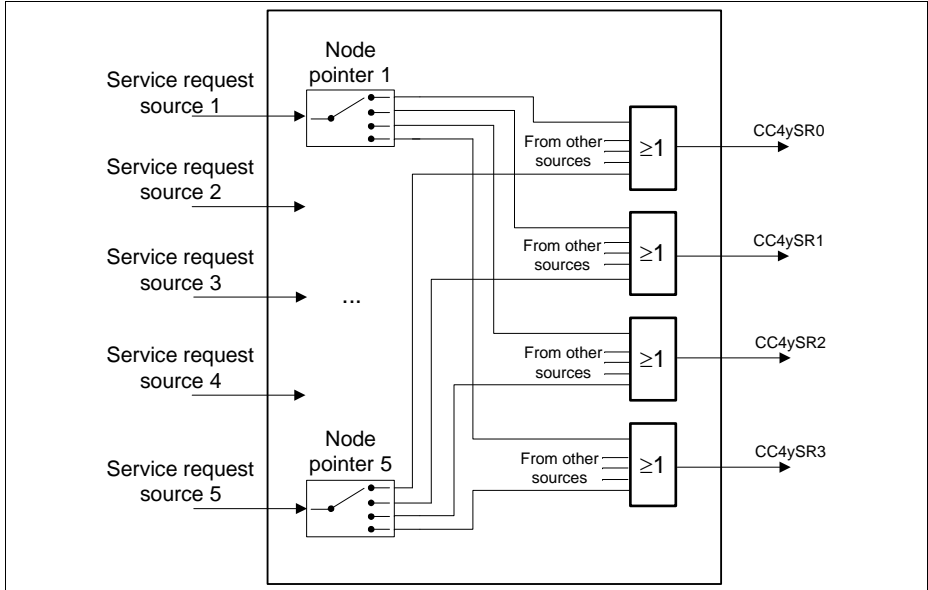 Node
pointer 1
Service request
source 1
CC4ySR0
From other
sources
≥1
Service request
source 2
CC4ySR1
From other
sources
≥1
Service request
source 3
...
CC4ySR2
From other
sources
≥1
Service request
source 4
Node
pointer 5
CC4ySR3
From other
sources
≥1
Service request
source 5